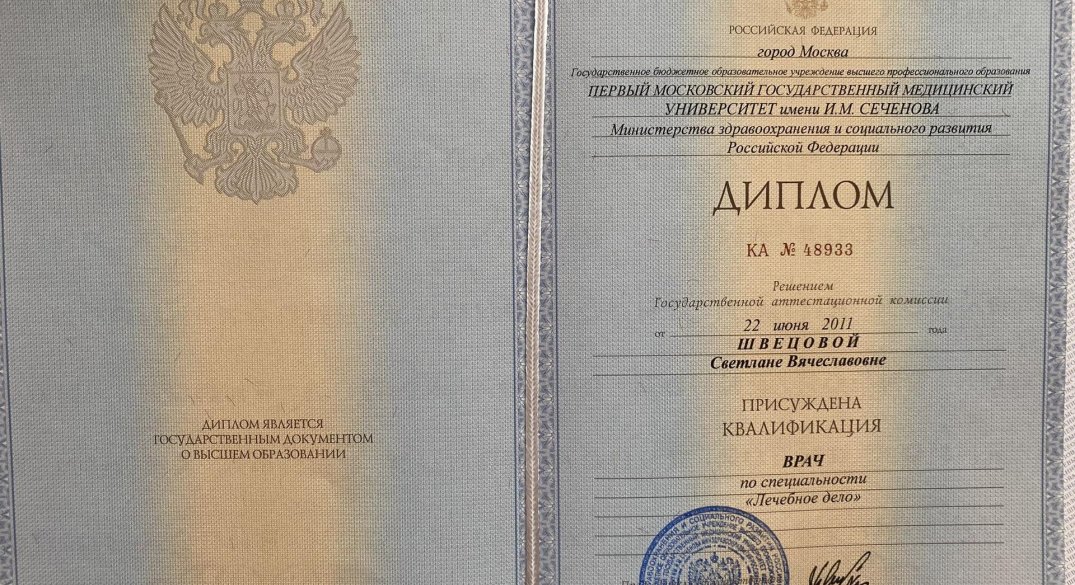 ДИПЛОМ ЯВЛЯЕТСЯ
ГОСУДАРСТВЕННЫМ ДОКУМЕНТОМ
О ВЫСШЕМ ОБРАЗОВАНИИ
РОССИЙСКАЯ ФЕДЕРАЦИЯ
город Москва
Государственное бюджетное образовательное учреждение высшего профессионального образования
ПЕРВЫЙ МОСКОВСКИЙ ГОСУДАРСТВЕННЫЙ МЕДИЦИНСКИЙ
УНИВЕРСИТЕТ имени И.М. СЕЧЕНОВА
Министерства здравоохранения и социального развития
Российской Федерации
ДИПЛОМ
КА № 48933
Решением
Государственной аттестационной комиссии
от 22 июня 2011 года
ШВЕЦОВОЙ
Светлане Вячеславовне
ПРИСУЖДЕНА
КВАЛИФИКАЦИЯ
ВРАЧ
по специальности
«Лечебное дело»